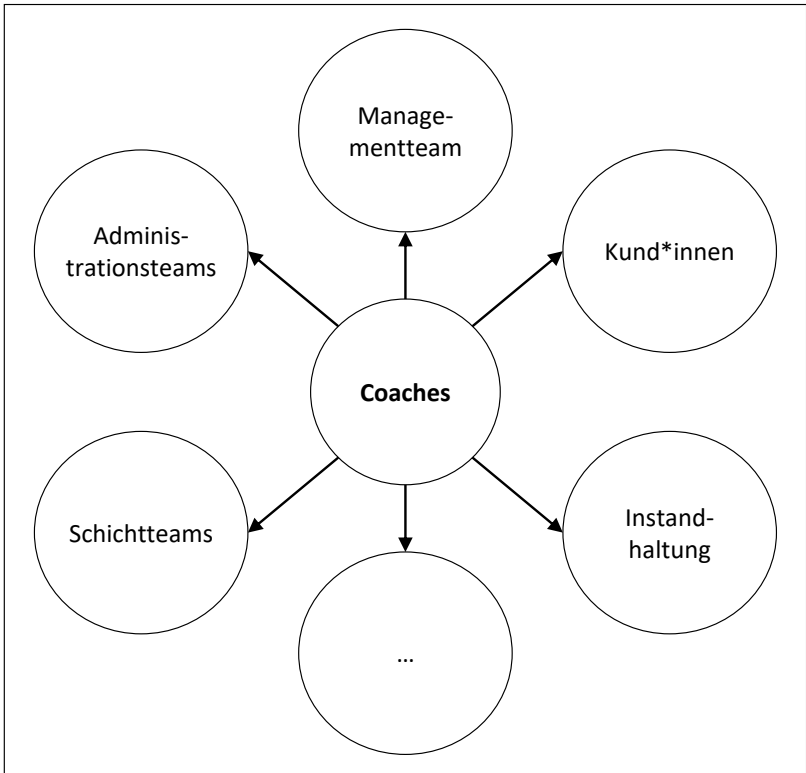 Manage-
mentteam
Adminis-
trationsteams
Kund*innen
Coaches
Schichtteams
Instand-
haltung
...